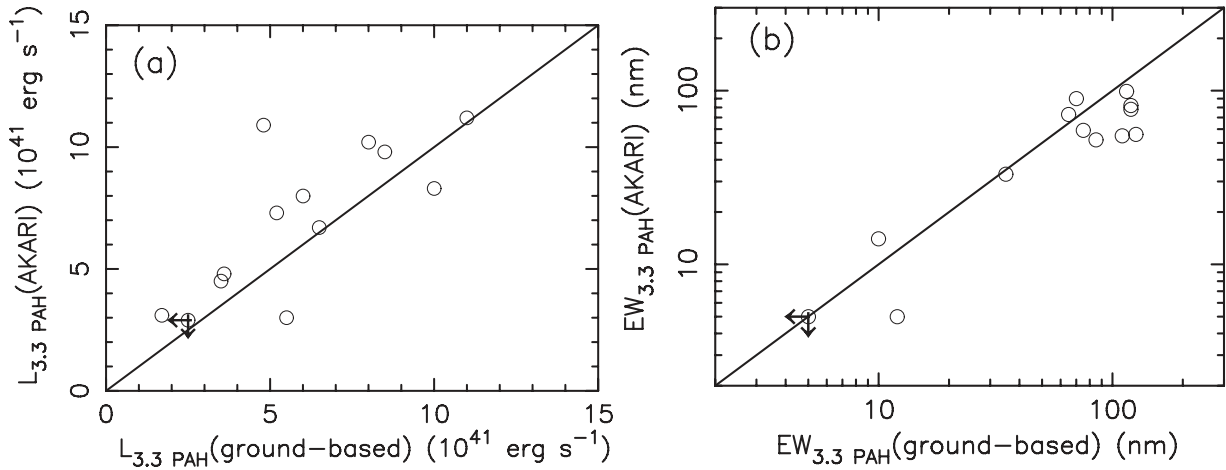 (a)
15
10
5
0
L3.3 PAH(AKARI) (10^41 erg s^-1)
0 5 10 15
L3.3 PAH(ground-based) (10^41 erg s^-1)
(b)
100
10
EW3.3 PAH(AKARI) (nm)
10 100
EW3.3 PAH(ground-based) (nm)